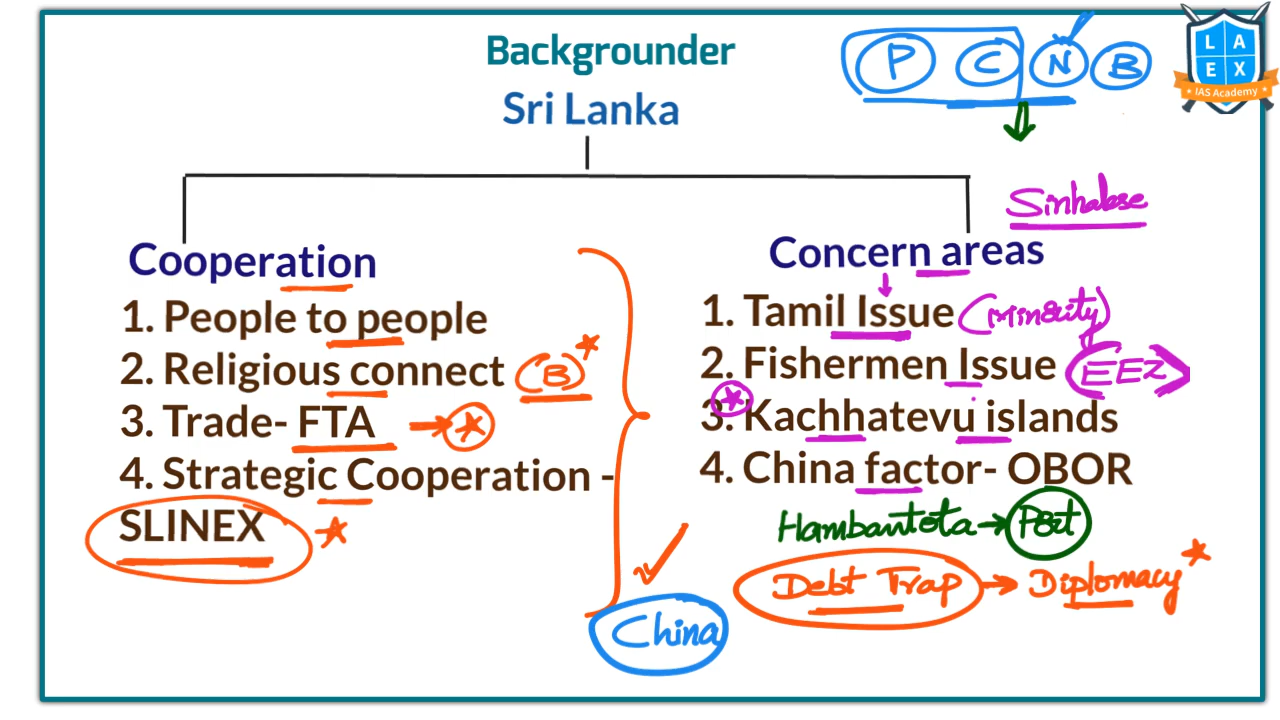 Backgrounder
P C N B
L A
E X
IAS Academy
Sri Lanka
Sinhalese
Cooperation
1. People to people
2. Religious connect (B)
3. Trade- FTA →
4. Strategic Cooperation -
SLINEX
Concern areas
1. Tamil Issue (Minority)
2. Fishermen Issue (EEZ)
3. Kachhatevu islands
4. China factor- OBOR
Hambantota → Port
Debt Trap → Diplomacy
China